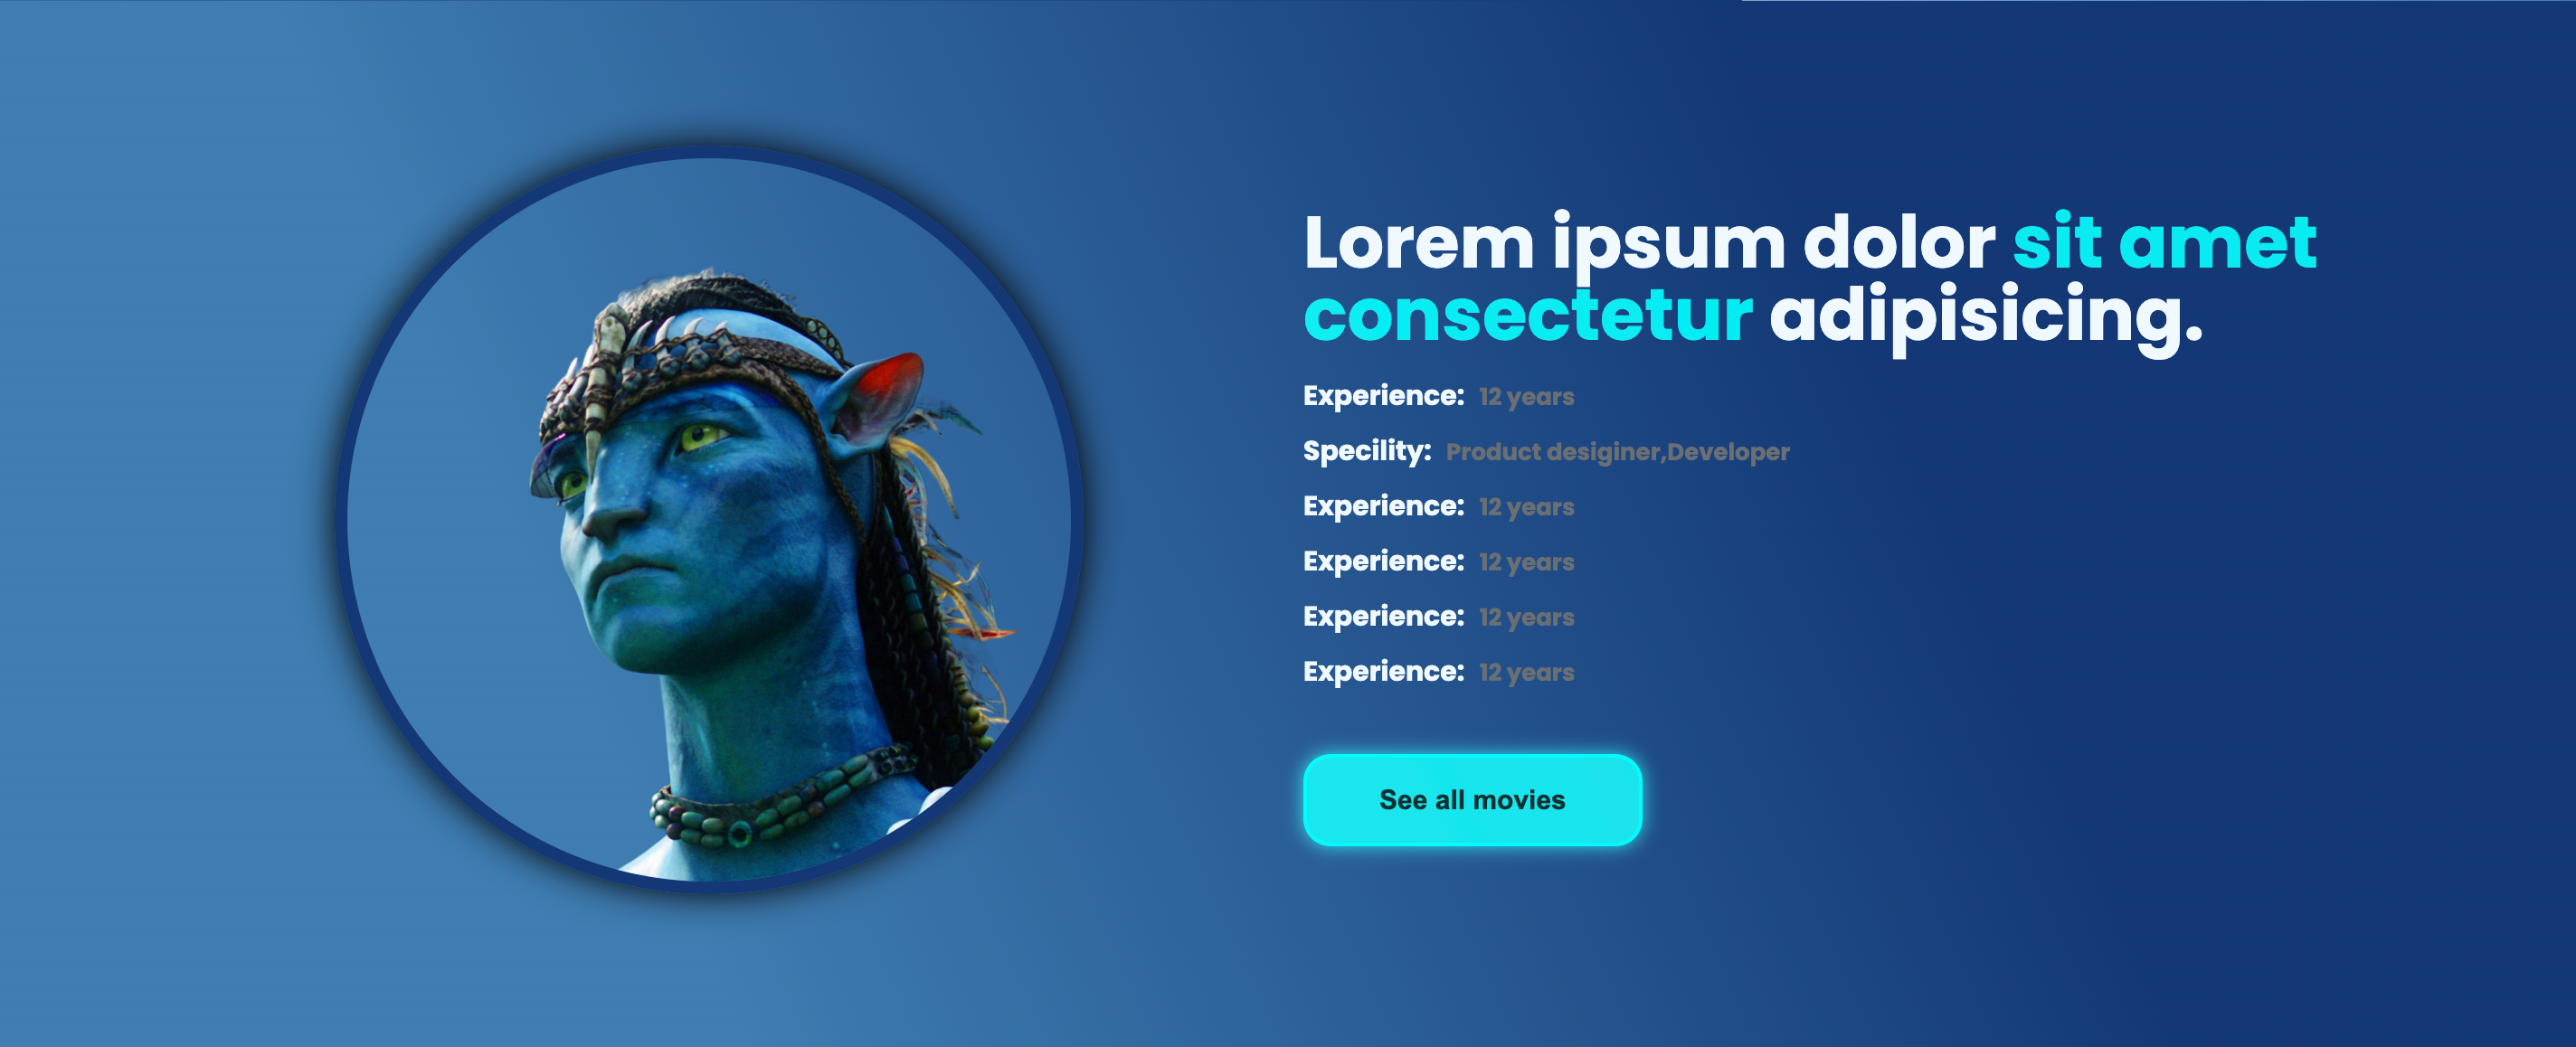 Lorem ipsum dolor sit amet
consectetur adipisicing.
Experience: 12 years
Specility: Product desiginer,Developer
Experience: 12 years
Experience: 12 years
Experience: 12 years
Experience: 12 years
See all movies